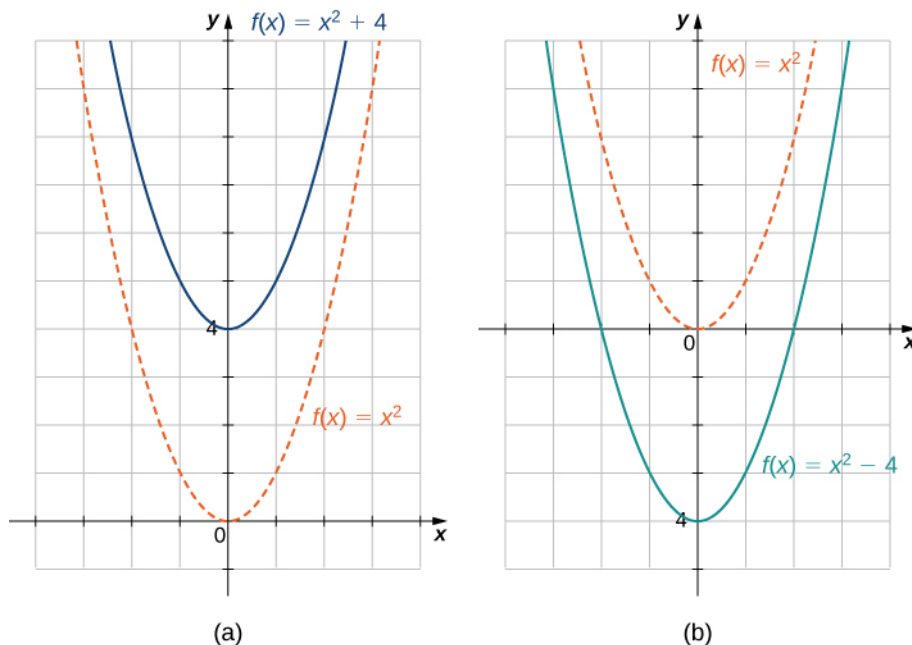 y
f(x) = x² + 4
4
f(x) = x²
0
x
(a)
y
f(x) = x²
0
x
f(x) = x² − 4
4
(b)